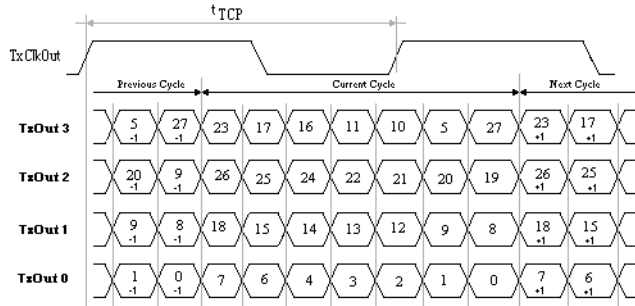 t TCP
TxClkOut
Previous Cycle Current Cycle Next Cycle
TxOut 3 5 -1 27 -1 23 17 16 11 10 5 27 23 +1 17 +1
TxOut 2 20 -1 9 -1 26 25 24 22 21 20 19 26 +1 25 +1
TxOut 1 9 -1 8 -1 18 15 14 13 12 9 8 18 +1 15 +1
TxOut 0 1 -1 0 -1 7 6 4 3 2 1 0 7 +1 6 +1